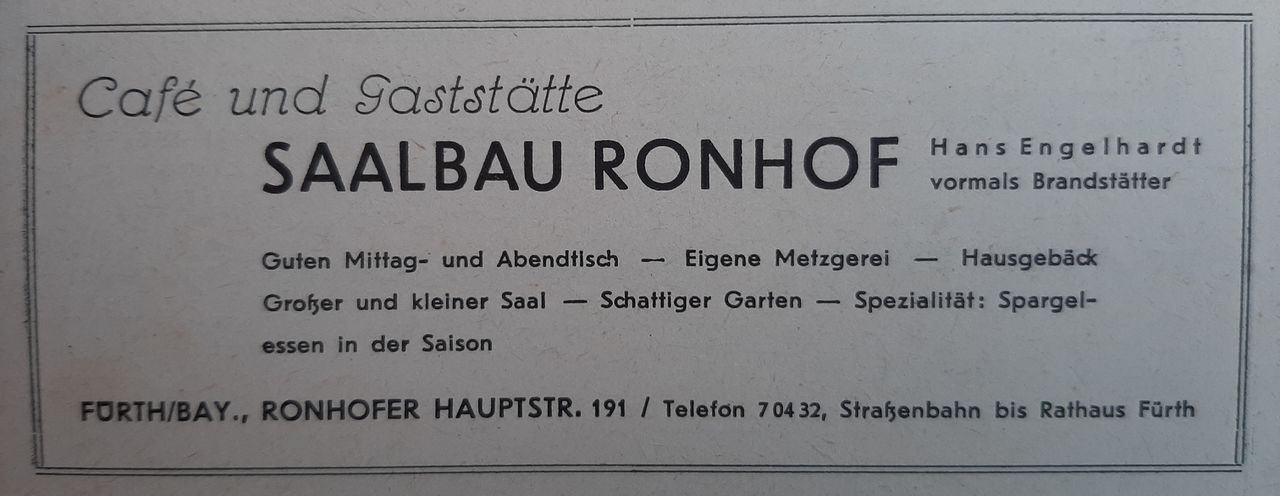 Café und Gaststätte
SAALBAU RONHOF
Hans Engelhardt
vormals Brandstätter
Guten Mittag- und Abendtisch — Eigene Metzgerei — Hausgebäck
Großer und kleiner Saal — Schattiger Garten — Spezialität: Spargel-
essen in der Saison
FÜRTH/BAY., RONHOFER HAUPTSTR. 191 / Telefon 70432, Straßenbahn bis Rathaus Fürth